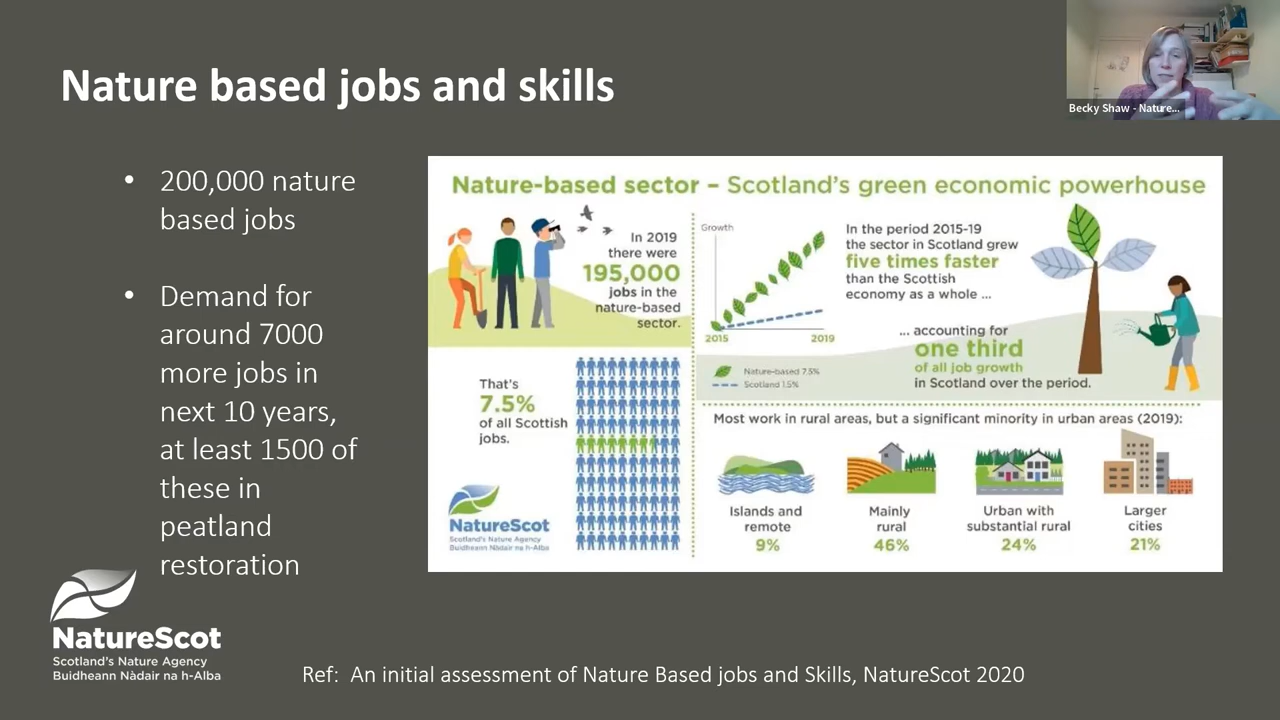 Nature based jobs and skills
Becky Shaw - Nature...
• 200,000 nature
based jobs
• Demand for
around 7000
more jobs in
next 10 years,
at least 1500 of
these in
peatland
restoration
Nature-based sector – Scotland's green economic powerhouse
In 2019
there were
195,000
jobs in the
nature-based
sector.
That's
7.5%
of all Scottish
jobs.
NatureScot
Scotland's Nature Agency
Buidheann Nàdair na h-Alba
Growth
2015
2019
Nature-based 7.5%
Scotland 1.5%
In the period 2015-19
the sector in Scotland grew
five times faster
than the Scottish
economy as a whole ...
... accounting for
one third
of all job growth
in Scotland over the period.
Most work in rural areas, but a significant minority in urban areas (2019):
Islands and
remote
9%
Mainly
rural
46%
Urban with
substantial rural
24%
Larger
cities
21%
NatureScot
Scotland's Nature Agency
Buidheann Nàdair na h-Alba
Ref: An initial assessment of Nature Based jobs and Skills, NatureScot 2020